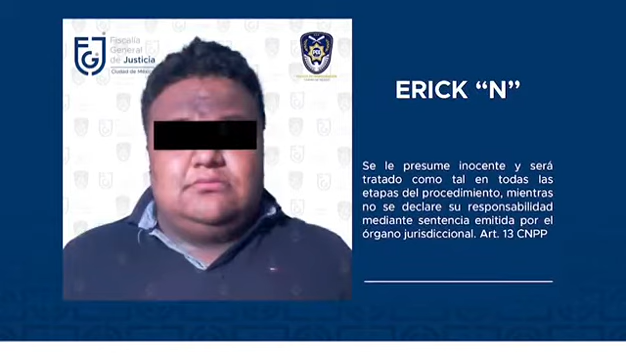 Fiscalía
General
de Justicia
Ciudad de México
PDI
ERICK “N”
Se le presume inocente y será
tratado como tal en todas las
etapas del procedimiento, mientras
no se declare su responsabilidad
mediante sentencia emitida por el
órgano jurisdiccional. Art. 13 CNPP